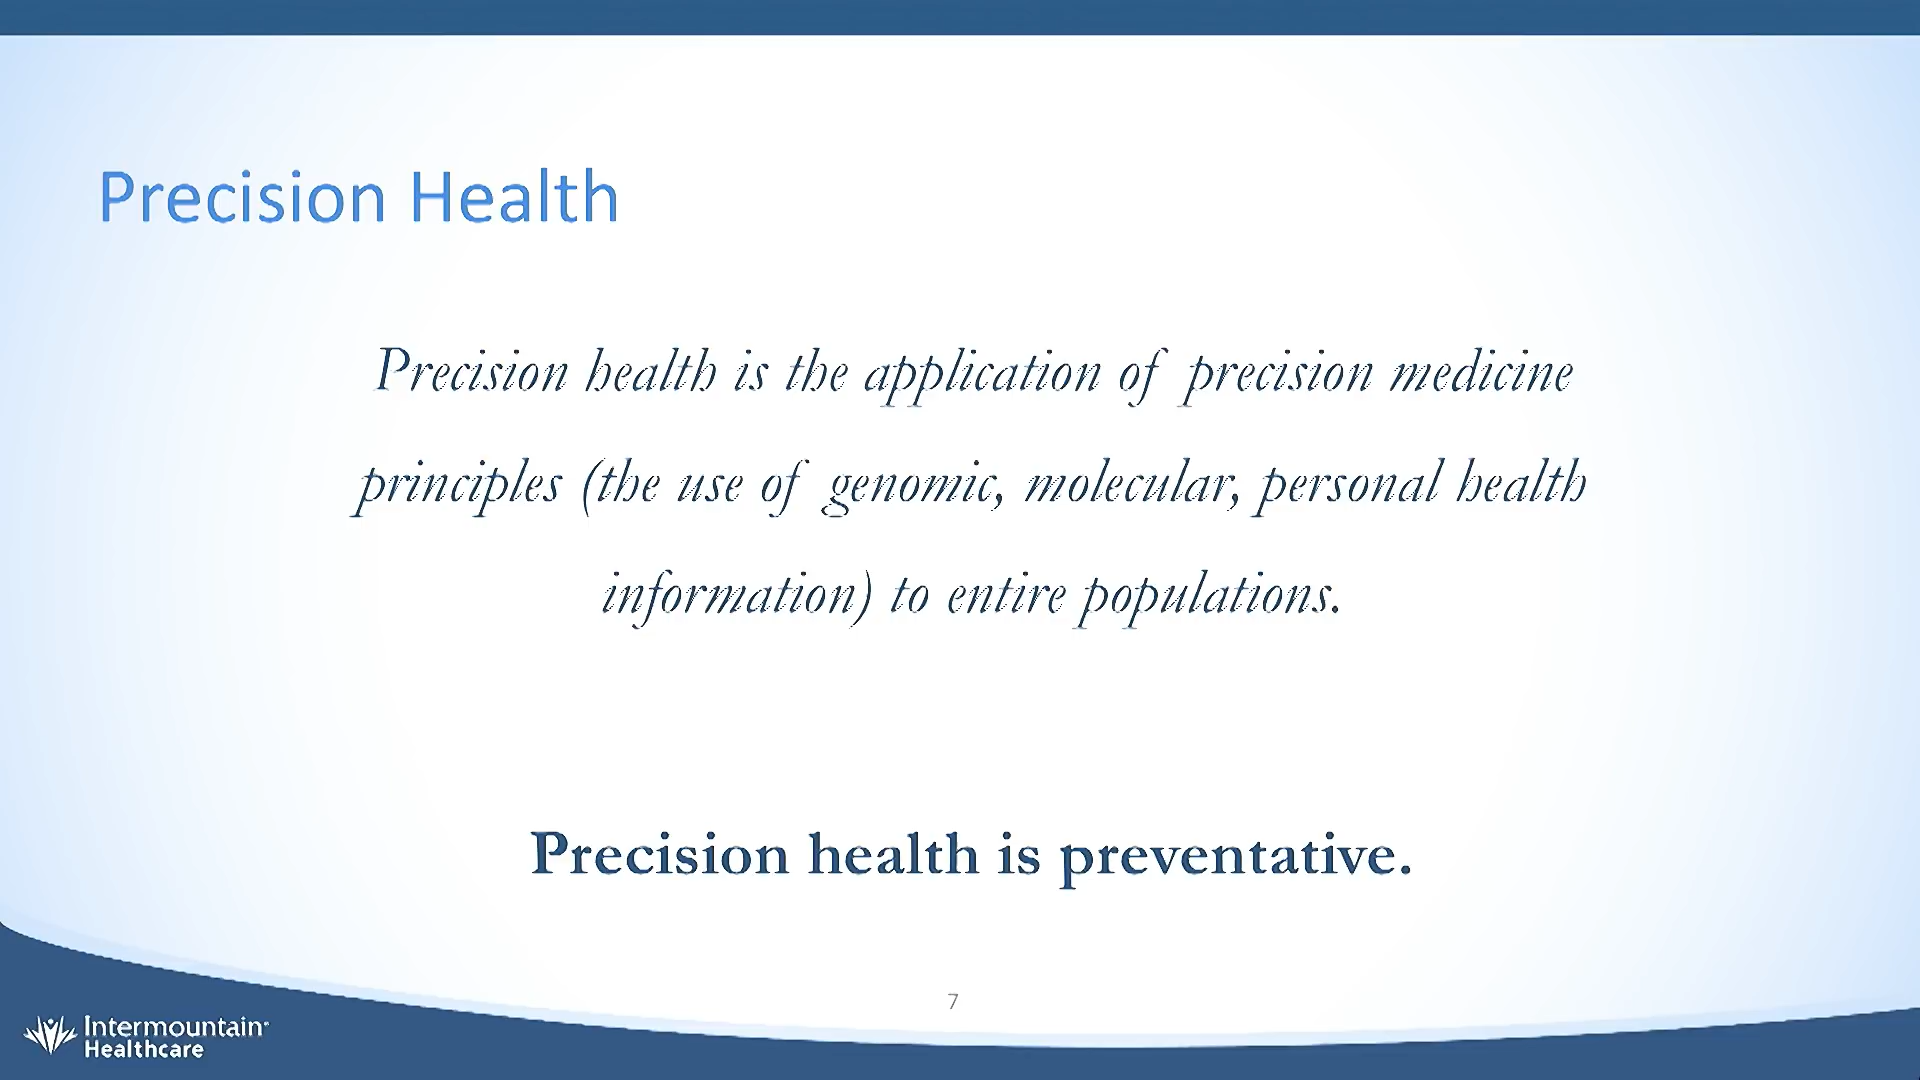 Precision Health
Precision health is the application of precision medicine
principles (the use of genomic, molecular, personal health
information) to entire populations.
Precision health is preventative.
7
Intermountain
Healthcare